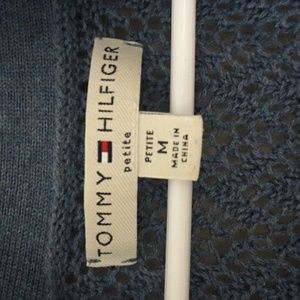 TOMMY HILFIGER
petite
PETITE
M
MADE IN
CHINA